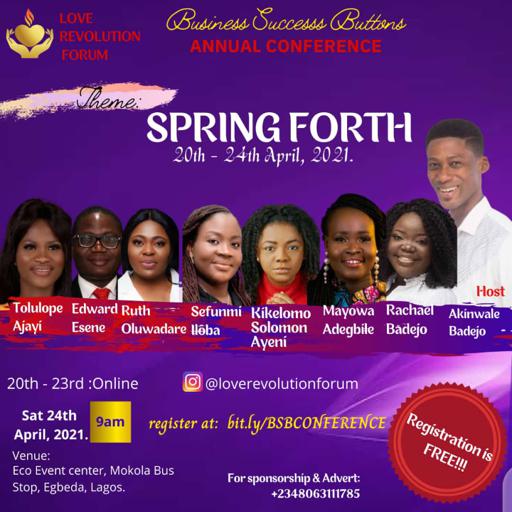 LOVE
REVOLUTION
FORUM
Business Successs Buttons
ANNUAL CONFERENCE
Theme:
SPRING FORTH
20th - 24th April, 2021.
Tolulope
Ajayi
Edward
Esene
Ruth
Oluwadare
Sefunmi
Iloba
Kikelomo
Solomon
Ayeni
Mayowa
Adegbile
Rachael
Badejo
Host
Akinwale
Badejo
20th - 23rd :Online
@loverevolutionforum
Sat 24th
April, 2021.
9am
register at: bit.ly/BSBCONFERENCE
Venue:
Eco Event center, Mokola Bus
Stop, Egbeda, Lagos.
For sponsorship & Advert:
+2348063111785
Registration is
FREE!!!